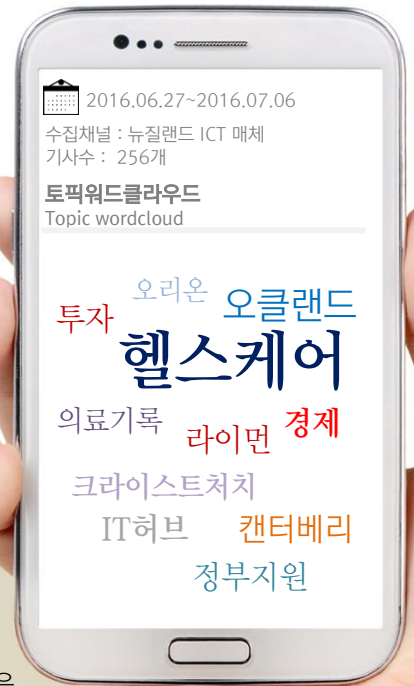 2016.06.27~2016.07.06
수집채널 : 뉴질랜드 ICT 매체
기사수 : 256개
토픽워드클라우드
Topic wordcloud
오리온
오클랜드
투자
헬스케어
의료기록
라이먼
경제
크라이스트처치
IT허브
캔터베리
정부지원
은